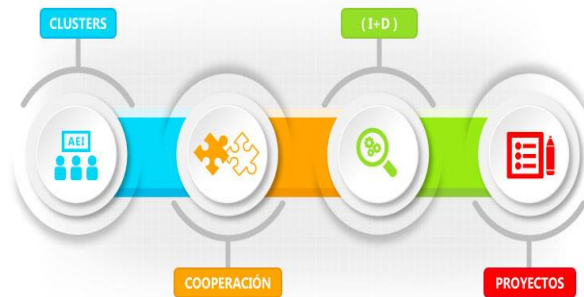 CLUSTERS
( I+D )
AEI
COOPERACIÓN
PROYECTOS